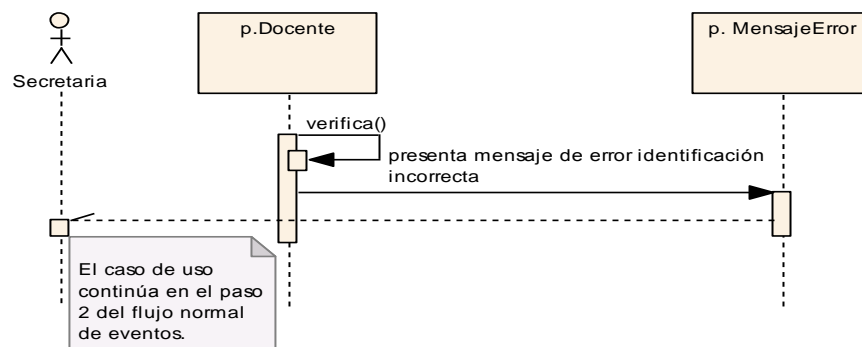 p.Docente
p. MensajeError
Secretaria
verifica()
presenta mensaje de error identificación
incorrecta
El caso de uso
continúa en el paso
2 del flujo normal
de eventos.